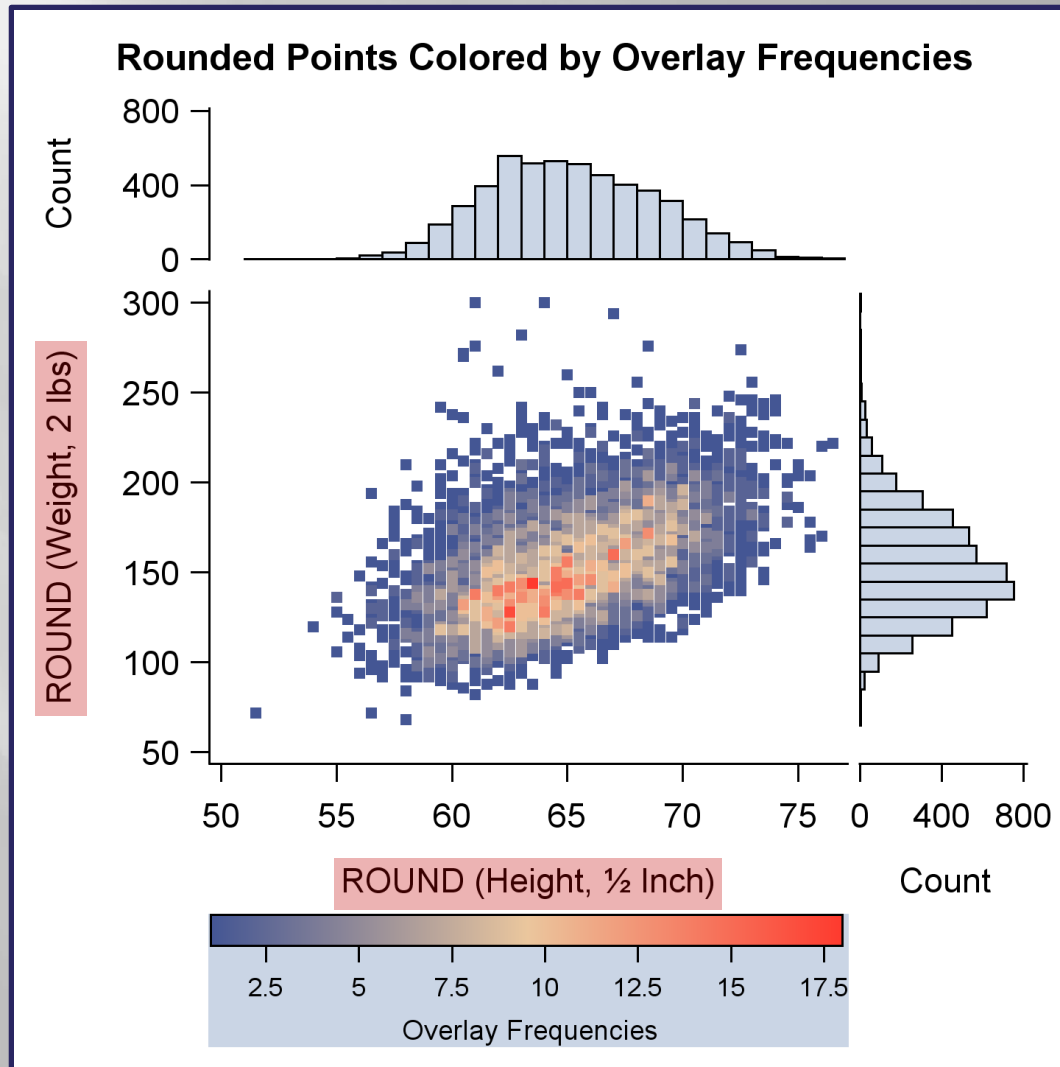 Rounded Points Colored by Overlay Frequencies
Count
800
400
0
ROUND (Weight, 2 lbs)
300
250
200
150
100
50
50 55 60 65 70 75
0 400 800
ROUND (Height, ½ Inch)
Count
2.5 5 7.5 10 12.5 15 17.5
Overlay Frequencies